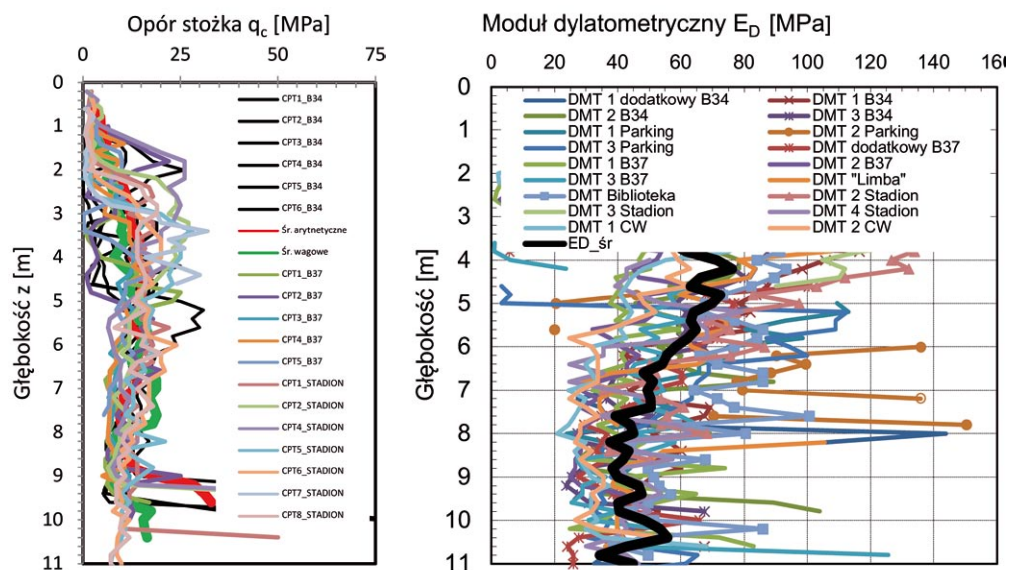 Opór stożka qc [MPa]
0 25 50 75
0
1
2
3
4
5
6
7
8
9
10
11
Głębokość z [m]
CPT1_B34
CPT2_B34
CPT3_B34
CPT4_B34
CPT5_B34
CPT6_B34
Śr. arytnetyczne
Śr. wagowe
CPT1_B37
CPT2_B37
CPT3_B37
CPT4_B37
CPT5_B37
CPT1_STADION
CPT2_STADION
CPT4_STADION
CPT5_STADION
CPT6_STADION
CPT7_STADION
CPT8_STADION
Moduł dylatometryczny ED [MPa]
0 20 40 60 80 100 120 140 160
0
1
2
3
4
5
6
7
8
9
10
11
Głębokość [m]
DMT 1 dodatkowy B34 DMT 1 B34
DMT 2 B34 DMT 3 B34
DMT 1 Parking DMT 2 Parking
DMT 3 Parking DMT dodatkowy B37
DMT 1 B37 DMT 2 B37
DMT 3 B37 DMT "Limba"
DMT Biblioteka DMT 2 Stadion
DMT 3 Stadion DMT 4 Stadion
DMT 1 CW DMT 2 CW
ED_śr